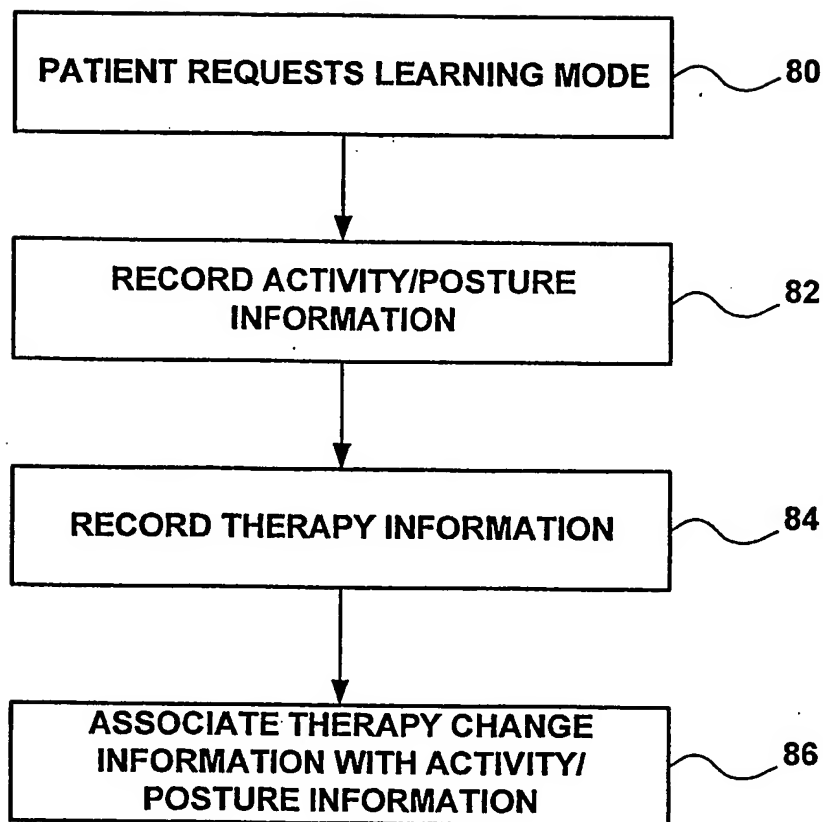 PATIENT REQUESTS LEARNING MODE
80
RECORD ACTIVITY/POSTURE
INFORMATION
82
RECORD THERAPY INFORMATION
84
ASSOCIATE THERAPY CHANGE
INFORMATION WITH ACTIVITY/
POSTURE INFORMATION
86